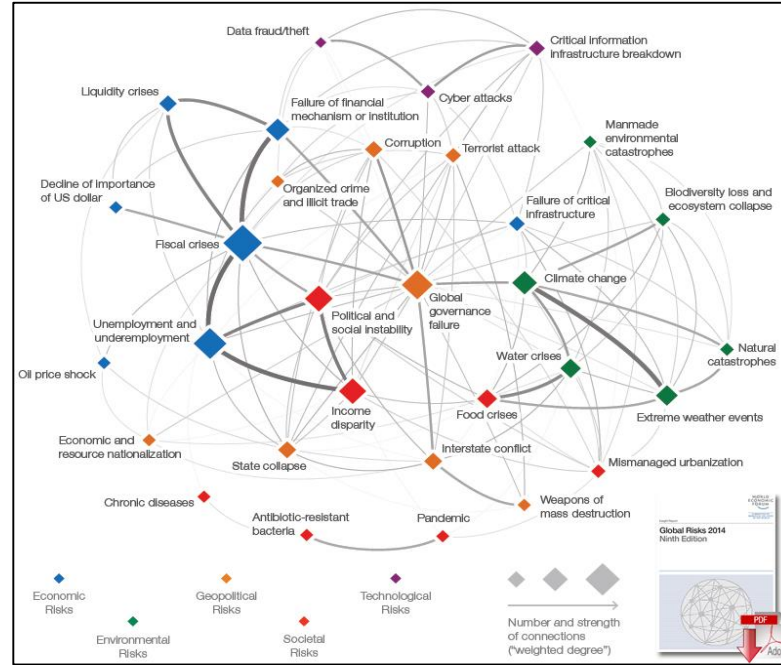 Data fraud/theft
Critical information
infrastructure breakdown
Liquidity crises
Failure of financial
mechanism or institution
Cyber attacks
Corruption
Terrorist attack
Manmade
environmental
catastrophes
Decline of importance
of US dollar
Organized crime
and illicit trade
Failure of critical
infrastructure
Biodiversity loss and
ecosystem collapse
Fiscal crises
Climate change
Global
governance
failure
Political and
social instability
Unemployment and
underemployment
Water crises
Natural
catastrophes
Oil price shock
Income
disparity
Food crises
Extreme weather events
Economic and
resource nationalization
State collapse
Interstate conflict
Mismanaged urbanization
Chronic diseases
Antibiotic-resistant
bacteria
Pandemic
Weapons of
mass destruction
Economic
Risks
Geopolitical
Risks
Technological
Risks
Environmental
Risks
Societal
Risks
Number and strength
of connections
("weighted degree")
WORLD
ECONOMIC
FORUM
Global Risks 2014
Ninth Edition
PDF
Ado